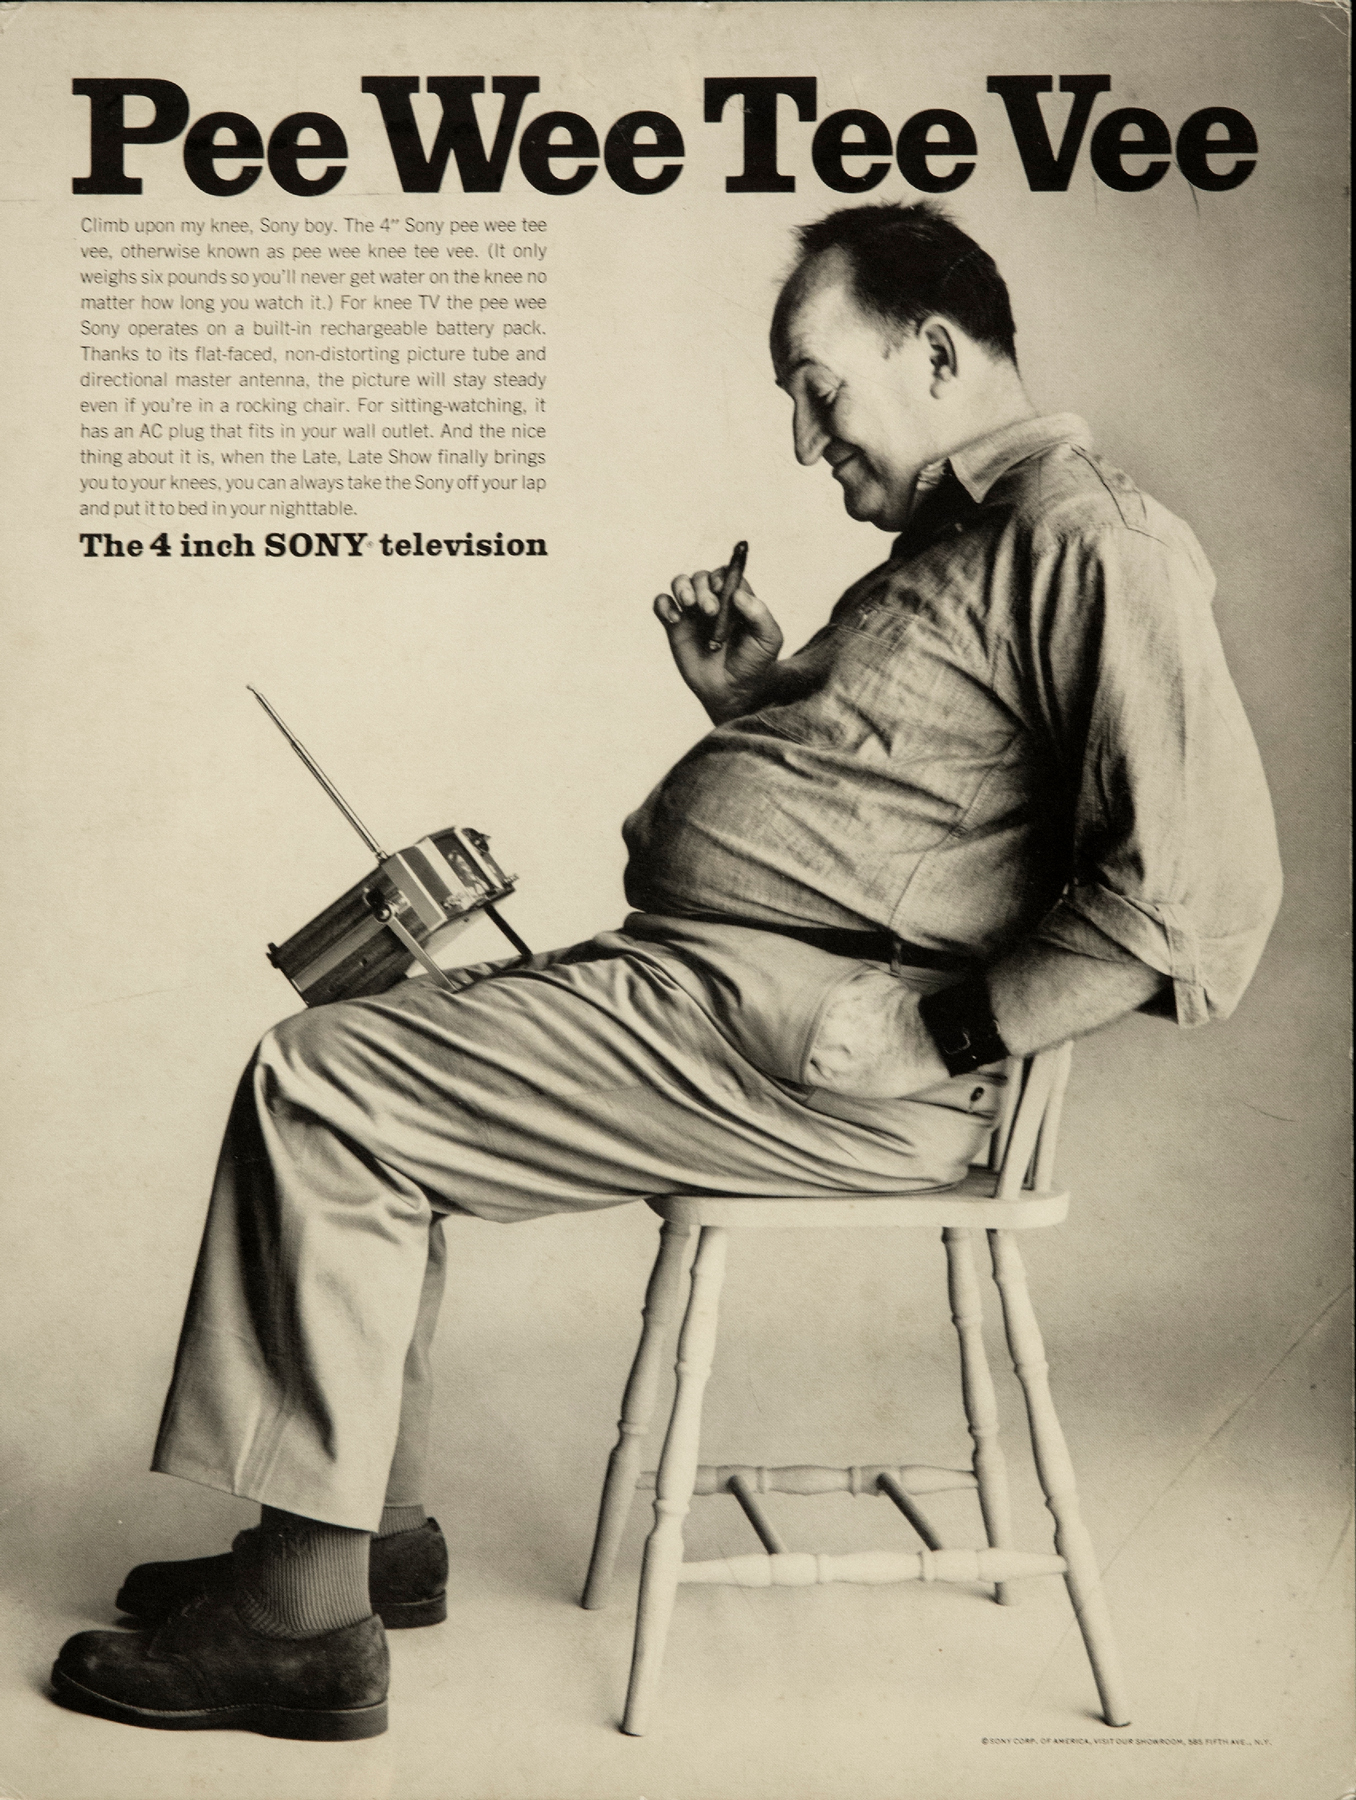 Pee Wee Tee Vee
Climb upon my knee, Sony boy. The 4" Sony pee wee tee
vee, otherwise known as pee wee knee tee vee. (It only
weighs six pounds so you'll never get water on the knee no
matter how long you watch it.) For knee TV the pee wee
Sony operates on a built-in rechargeable battery pack.
Thanks to its flat-faced, non-distorting picture tube and
directional master antenna, the picture will stay steady
even if you're in a rocking chair. For sitting-watching, it
has an AC plug that fits in your wall outlet. And the nice
thing about it is, when the Late, Late Show finally brings
you to your knees, you can always take the Sony off your lap
and put it to bed in your nighttable.
The 4 inch SONY® television
©SONY CORP. OF AMERICA, VISIT OUR SHOWROOM, 585 FIFTH AVE., N.Y.